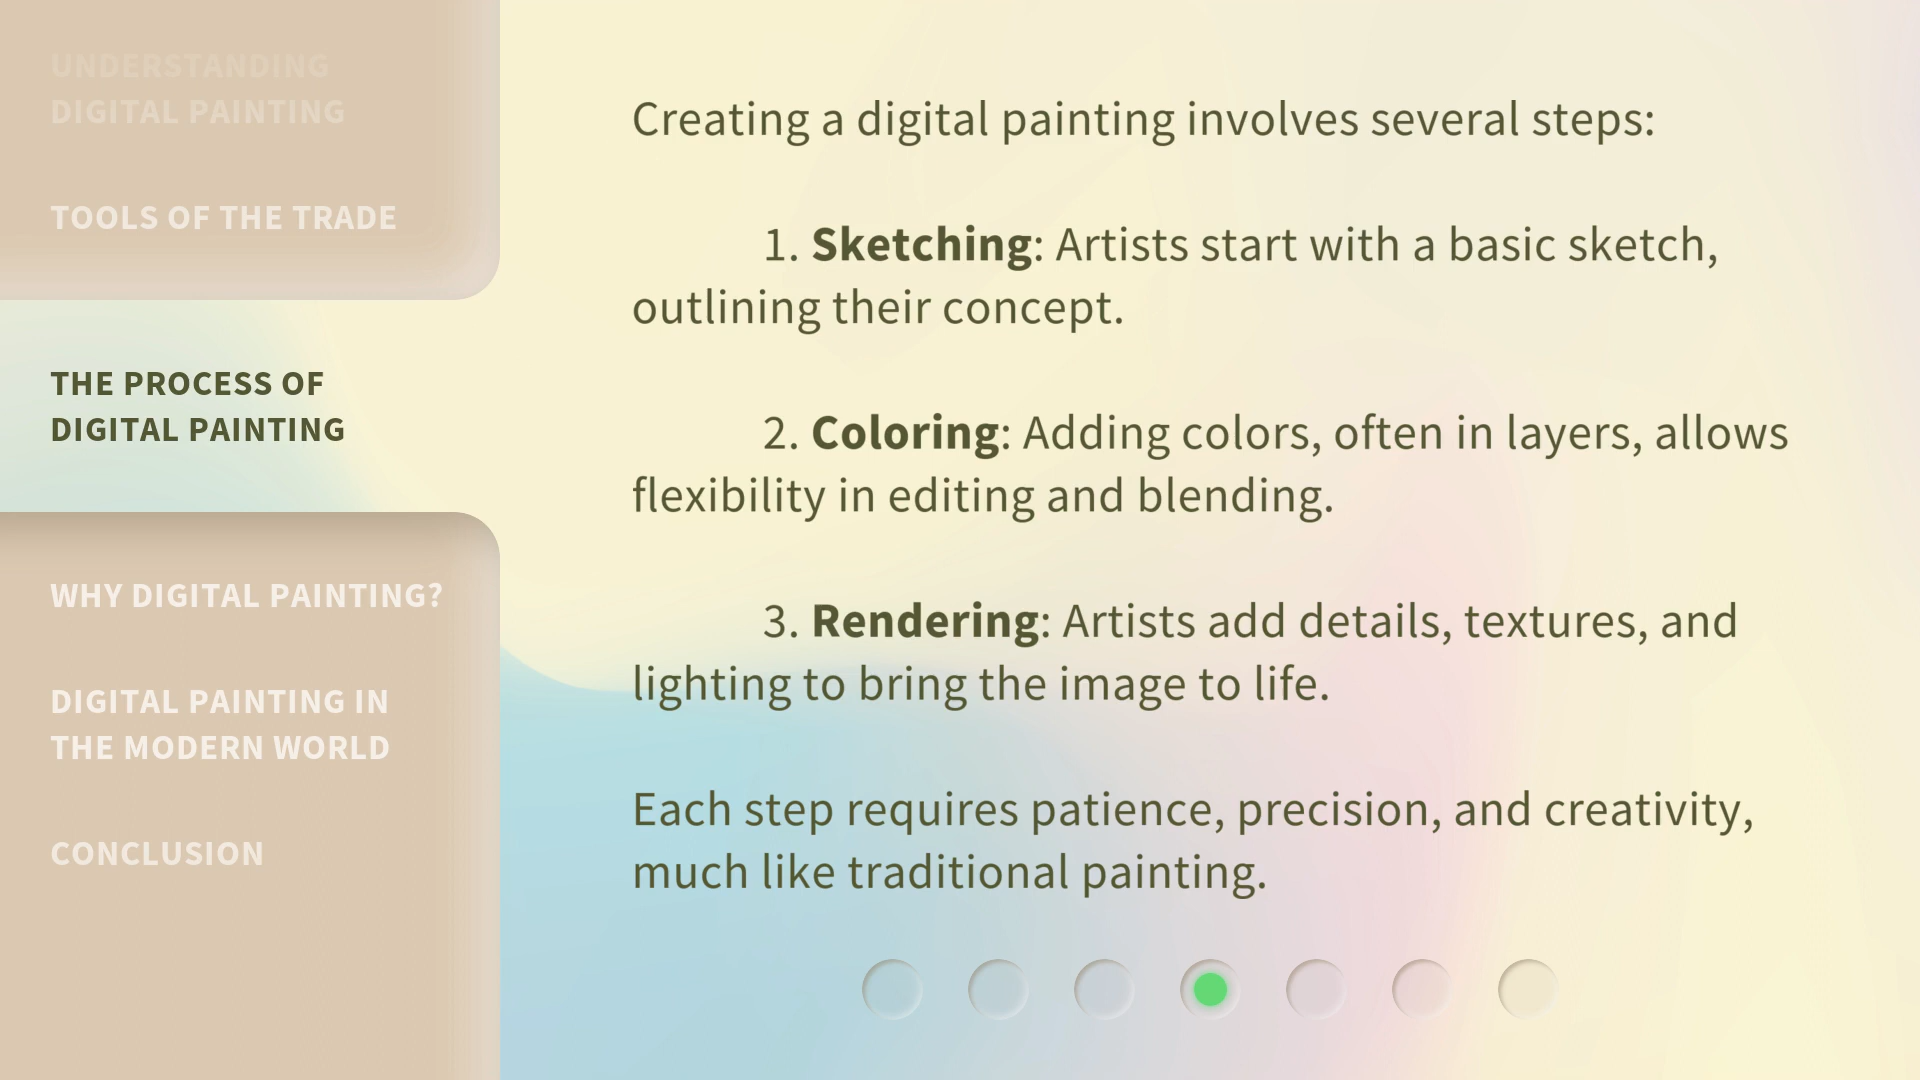 UNDERSTANDING
DIGITAL PAINTING
TOOLS OF THE TRADE
THE PROCESS OF
DIGITAL PAINTING
WHY DIGITAL PAINTING?
DIGITAL PAINTING IN
THE MODERN WORLD
CONCLUSION
Creating a digital painting involves several steps:
1. Sketching: Artists start with a basic sketch,
outlining their concept.
2. Coloring: Adding colors, often in layers, allows
flexibility in editing and blending.
3. Rendering: Artists add details, textures, and
lighting to bring the image to life.
Each step requires patience, precision, and creativity,
much like traditional painting.